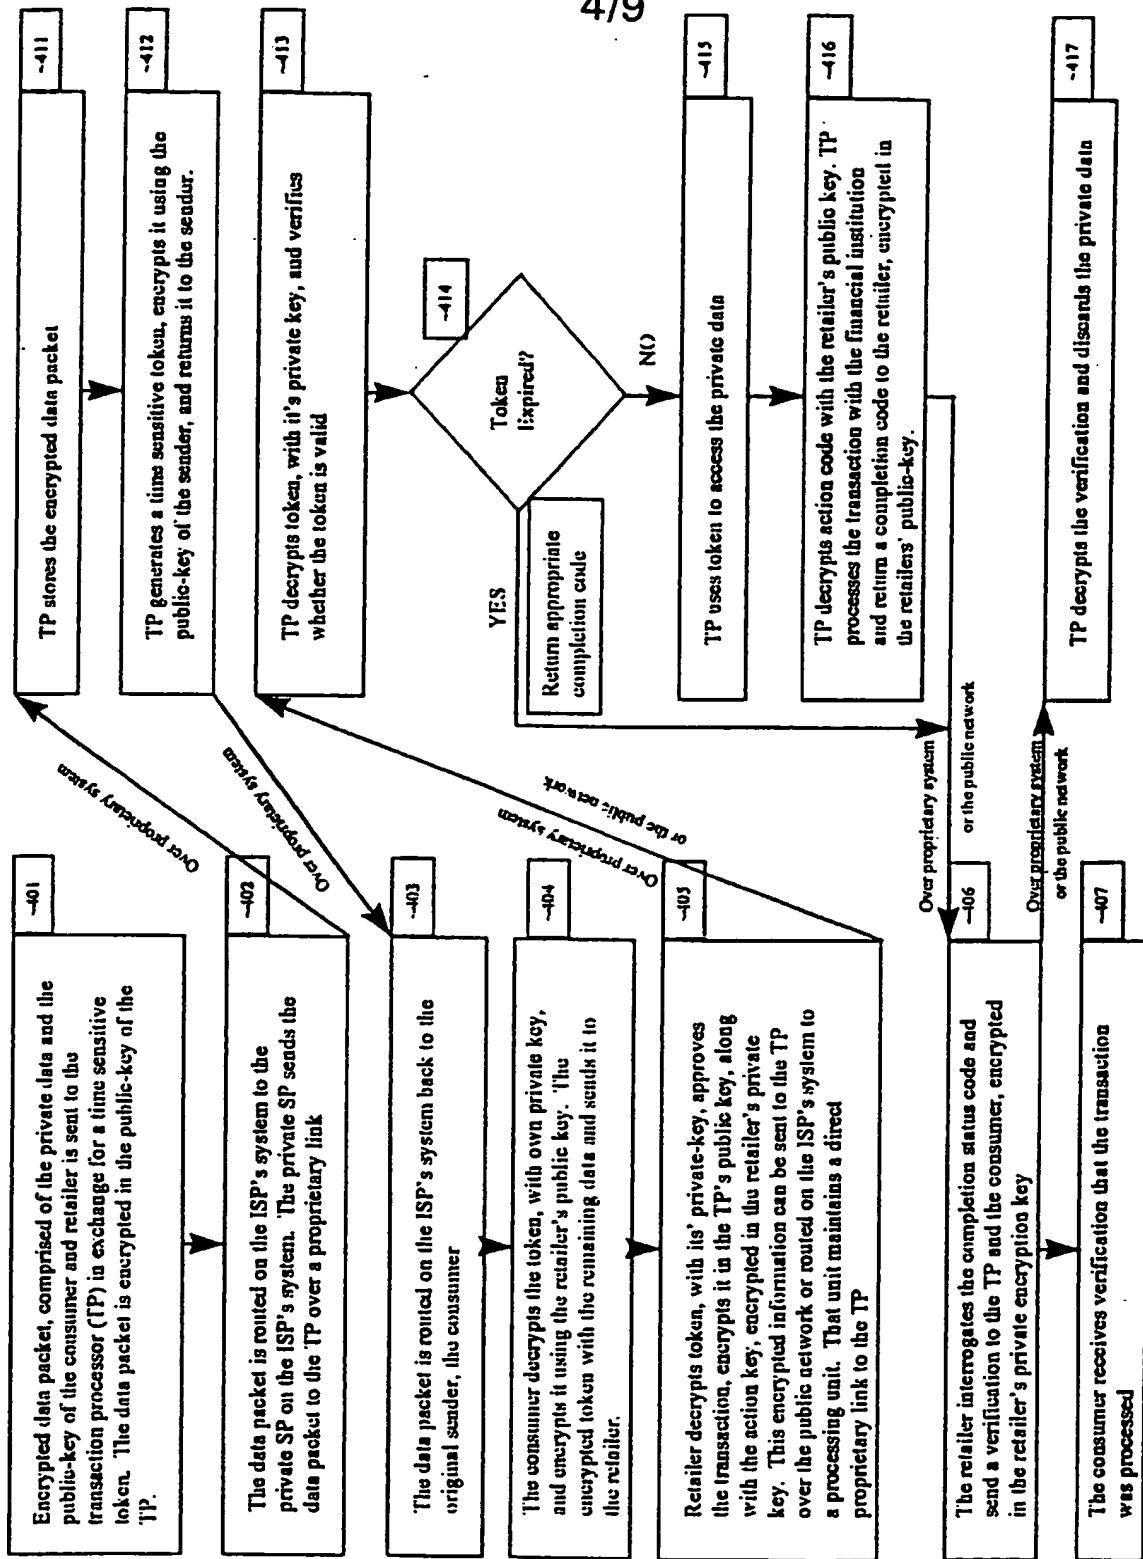 4/9
~401
Encrypted data packet, comprised of the private data and the
public-key of the consumer and retailer is sent to the
transaction processor (TP) in exchange for a time sensitive
token. The data packet is encrypted in the public-key of the
TP.
~402
The data packet is routed on the ISP's system to the
private SP on the ISP's system. The private SP sends the
data packet to the TP over a proprietary link
~403
The data packet is routed on the ISP's system back to the
original sender, the consumer
~404
The consumer decrypts the token, with own private key,
and encrypts it using the retailer's public key. The
encrypted token with the remaining data and sends it to
the retailer.
~405
Retailer decrypts token, with its' private-key, approves
the transaction, encrypts it in the TP's public key, along
with the action key, encrypted in the retailer's private
key. This encrypted information can be sent to the TP
over the public network or routed on the ISP's system to
a processing unit. That unit maintains a direct
proprietary link to the TP
~406
The retailer interrogates the completion status code and
send a verification to the TP and the consumer, encrypted
in the retailer's private encryption key
~407
The consumer receives verification that the transaction
was processed
Over proprietary system
Over proprietary system
Over proprietary system
or the public network
Over proprietary system
or the public network
Over proprietary system
or the public network
~411
TP stores the encrypted data packet
~412
TP generates a time sensitive token, encrypts it using the
public-key of the sender, and returns it to the sendur.
~413
TP decrypts token, with it's private key, and verifies
whether the token is valid
~414
Token
Expired?
YES
NO
Return appropriate
completion code
~415
TP uses token to access the private data
~416
TP decrypts action code with the retailer's public key. TP
processes the transaction with the financial institution
and return a completion code to the retailer, encrypted in
the retailers' public-key.
~417
TP decrypts the verification and discards the private data